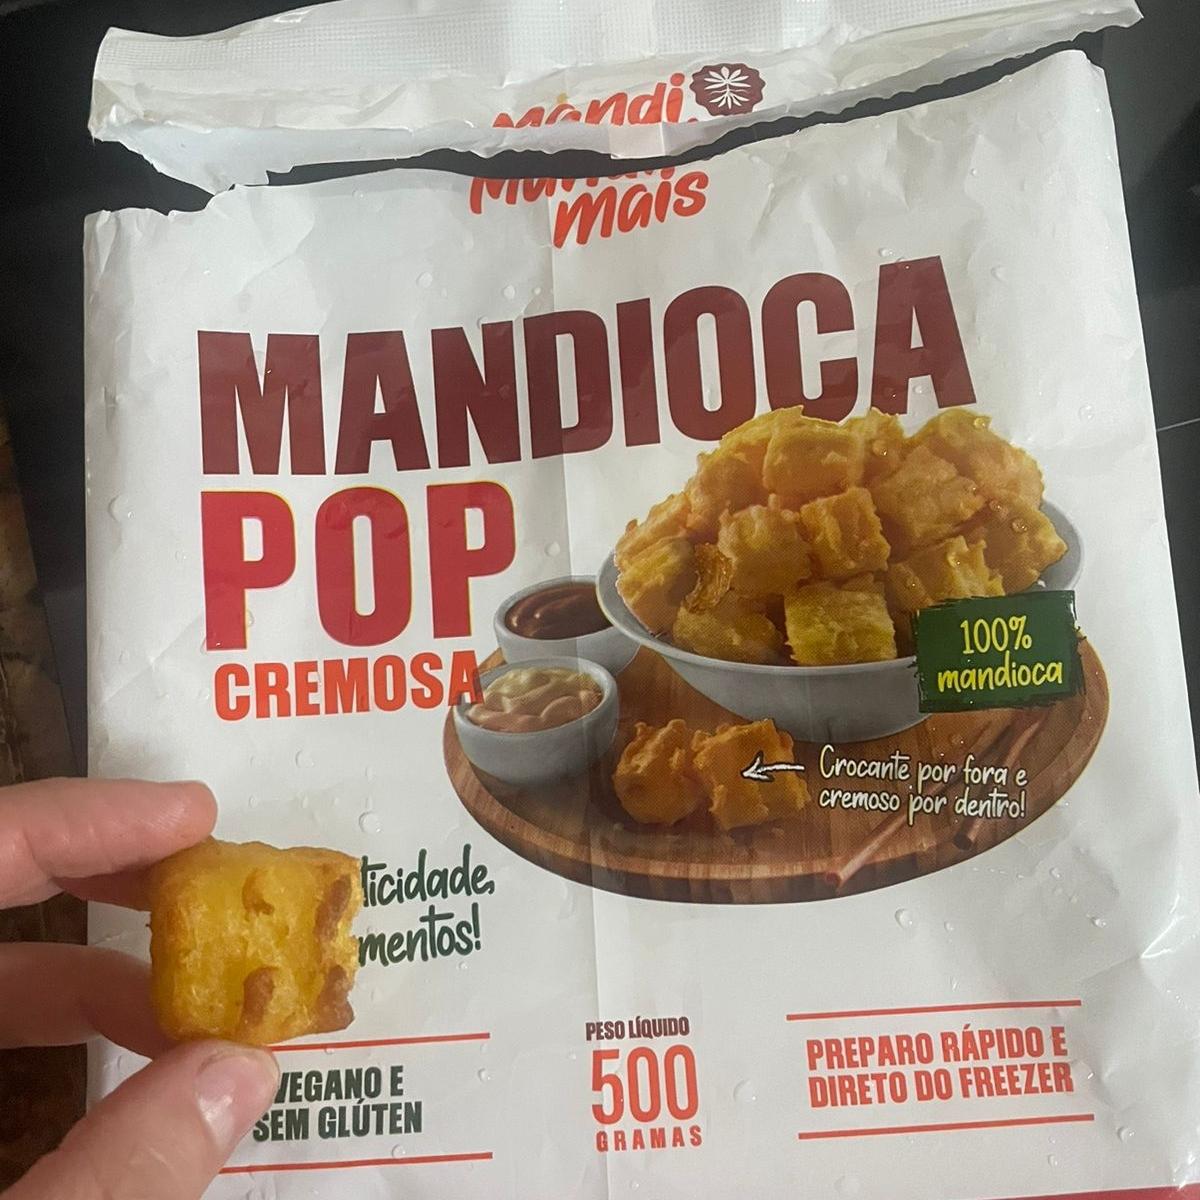 Mandi
mais
MANDIOCA
POP
CREMOSA
100%
mandioca
Crocante por fora e
cremoso por dentro!
ticidade,
mentos!
VEGANO E
SEM GLÚTEN
PESO LÍQUIDO
500
GRAMAS
PREPARO RÁPIDO E
DIRETO DO FREEZER